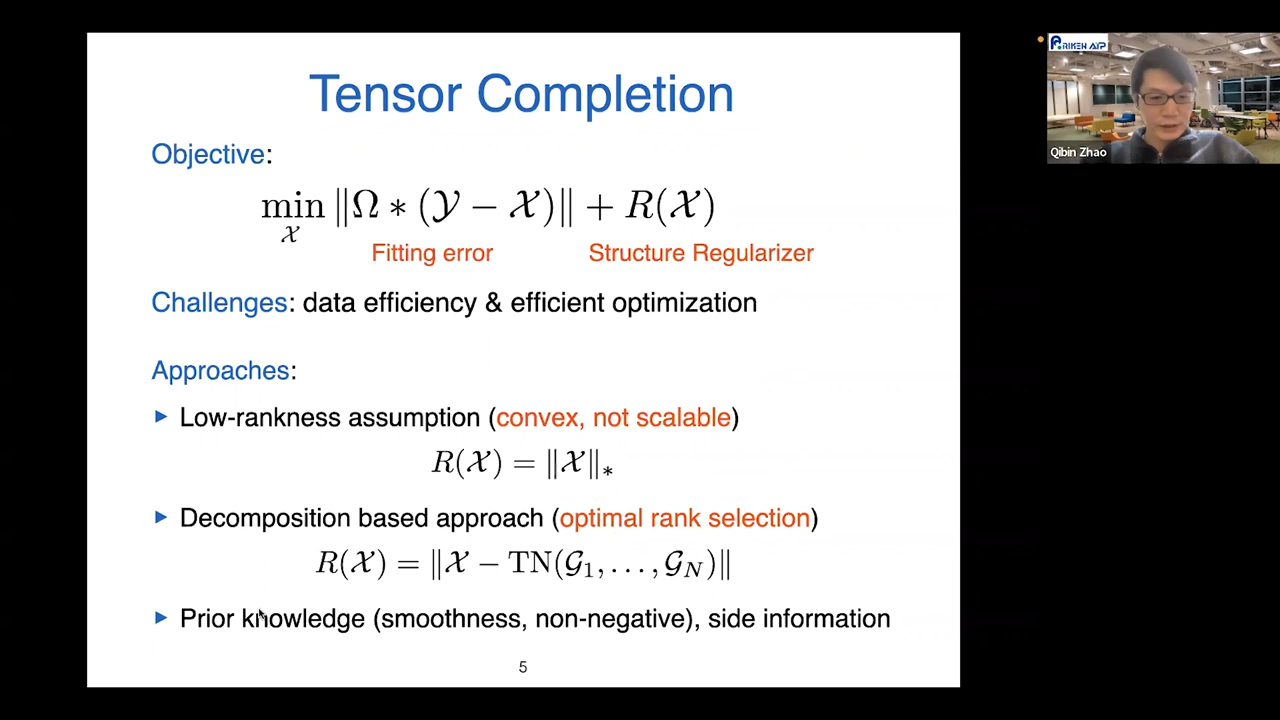 Tensor Completion
Objective:
min ‖Ω ∗ (𝒴 − 𝒳)‖ + R(𝒳)
𝒳
Fitting error
Structure Regularizer
Challenges: data efficiency & efficient optimization
Approaches:
▶ Low-rankness assumption (convex, not scalable)
R(𝒳) = ‖𝒳‖∗
▶ Decomposition based approach (optimal rank selection)
R(𝒳) = ‖𝒳 − TN(𝒢1, . . . , 𝒢N)‖
▶ Prior knowledge (smoothness, non-negative), side information
5
RIKEN AIP
Qibin Zhao